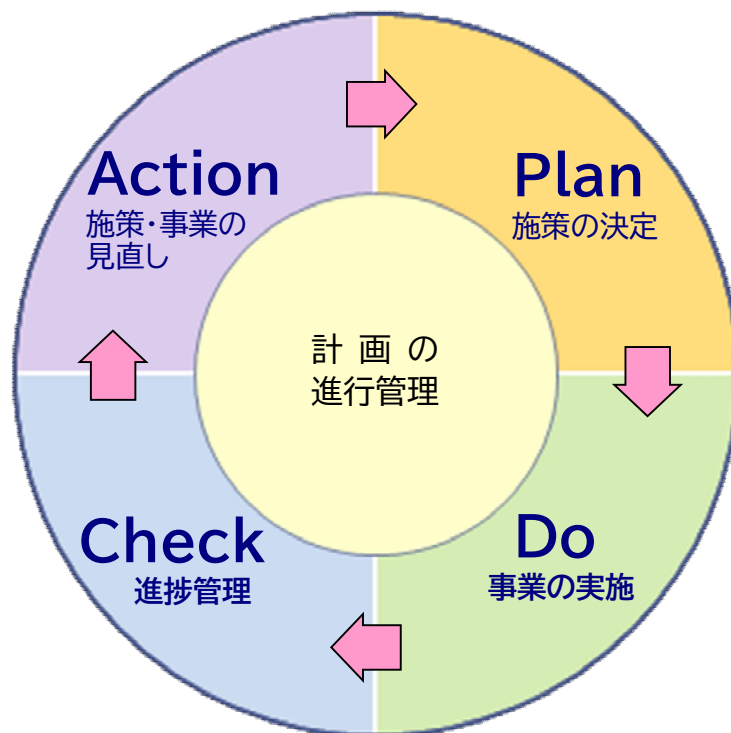 Action
施策・事業の
見直し
Plan
施策の決定
計 画 の
進行管理
Check
進捗管理
Do
事業の実施